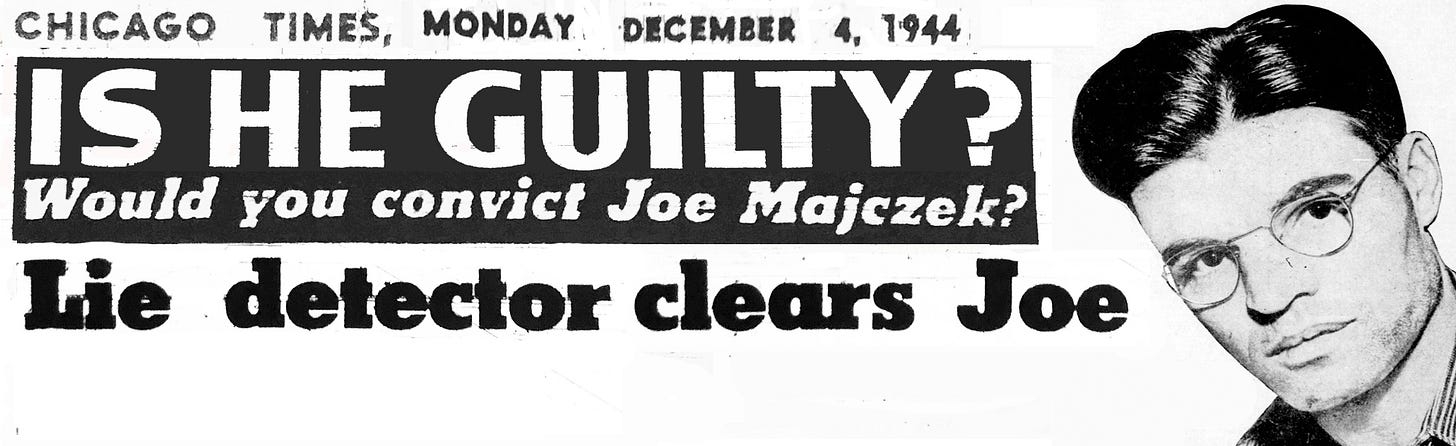 CHICAGO TIMES, MONDAY DECEMBER 4, 1944
IS HE GUILTY?
Would you convict Joe Majczek?
Lie detector clears Joe